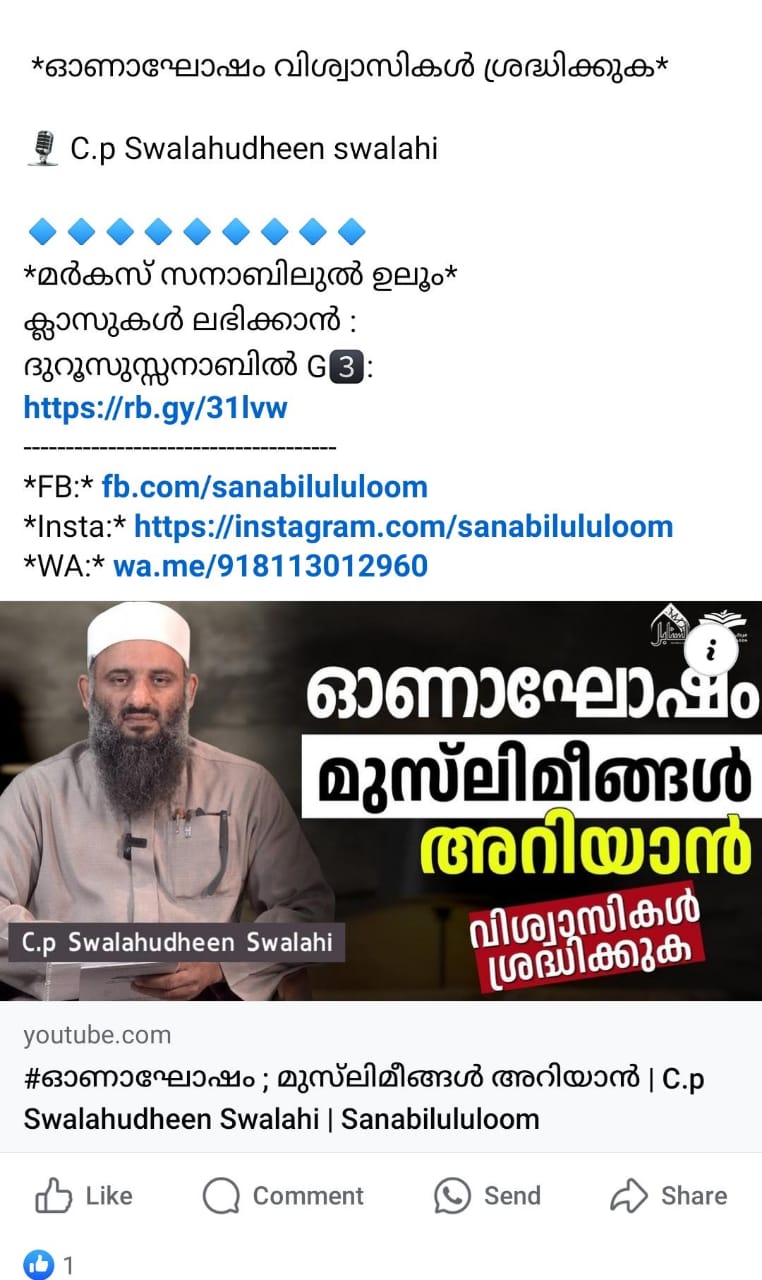 *ഓണാഘോഷം വിശ്വാസികൾ ശ്രദ്ധിക്കുക*
🎙️ C.p Swalahudheen swalahi
🔷🔷🔷🔷🔷🔷🔷🔷🔷
*മർകസ് സനാബിലുൽ ഉലൂം*
ക്ലാസുകൾ ലഭിക്കാൻ :
ദുറൂസുസ്സനാബിൽ G3️⃣:
https://rb.gy/31lvw
-------------------------------------
*FB:* fb.com/sanabilululoom
*Insta:* https://instagram.com/sanabilululoom
*WA:* wa.me/918113012960
ഓണാഘോഷം
മുസ്‌ലിമീങ്ങൾ
അറിയാൻ
വിശ്വാസികൾ
ശ്രദ്ധിക്കുക
C.p Swalahudheen Swalahi
youtube.com
#ഓണാഘോഷം ; മുസ്‌ലിമീങ്ങൾ അറിയാൻ | C.p
Swalahudheen Swalahi | Sanabilululoom
Like Comment Send Share
1